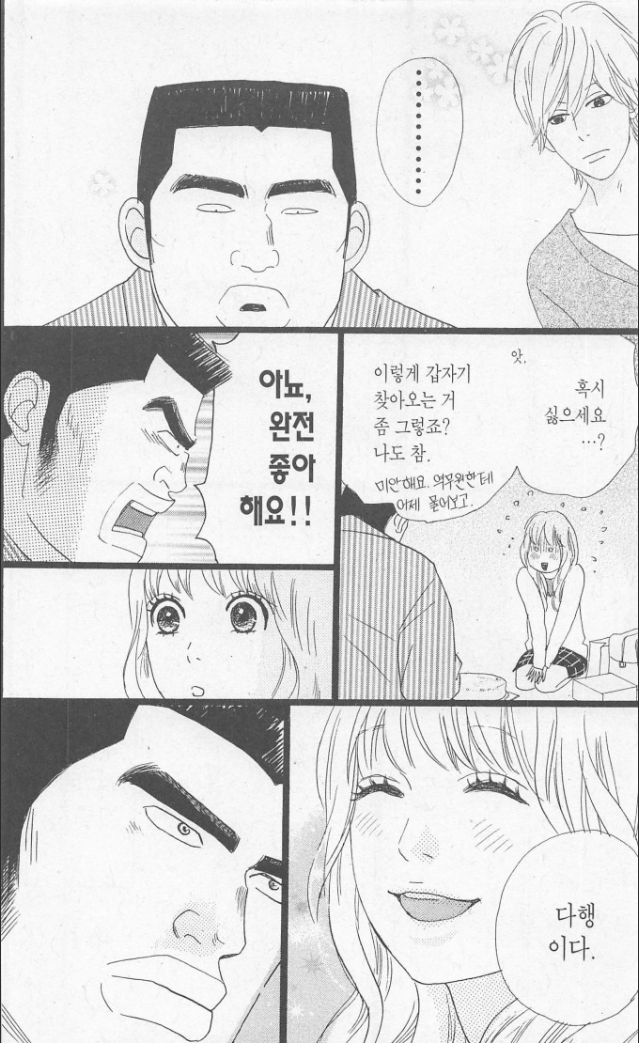 ………
앗.
혹시
싫으세요
…?
이렇게 갑자기
찾아오는 거
좀 그렇죠?
나도 참.
미안해요. 역무원한테
어제 물어보고.
아뇨,
완전
좋아
해요!!
다행
이다.